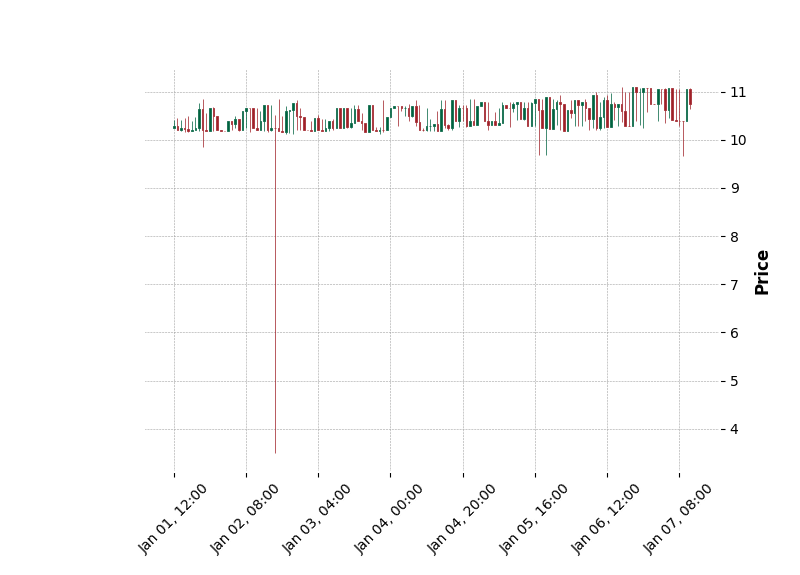 11
10
9
8
7
6
5
4
Price
Jan 01, 12:00
Jan 02, 08:00
Jan 03, 04:00
Jan 04, 00:00
Jan 04, 20:00
Jan 05, 16:00
Jan 06, 12:00
Jan 07, 08:00